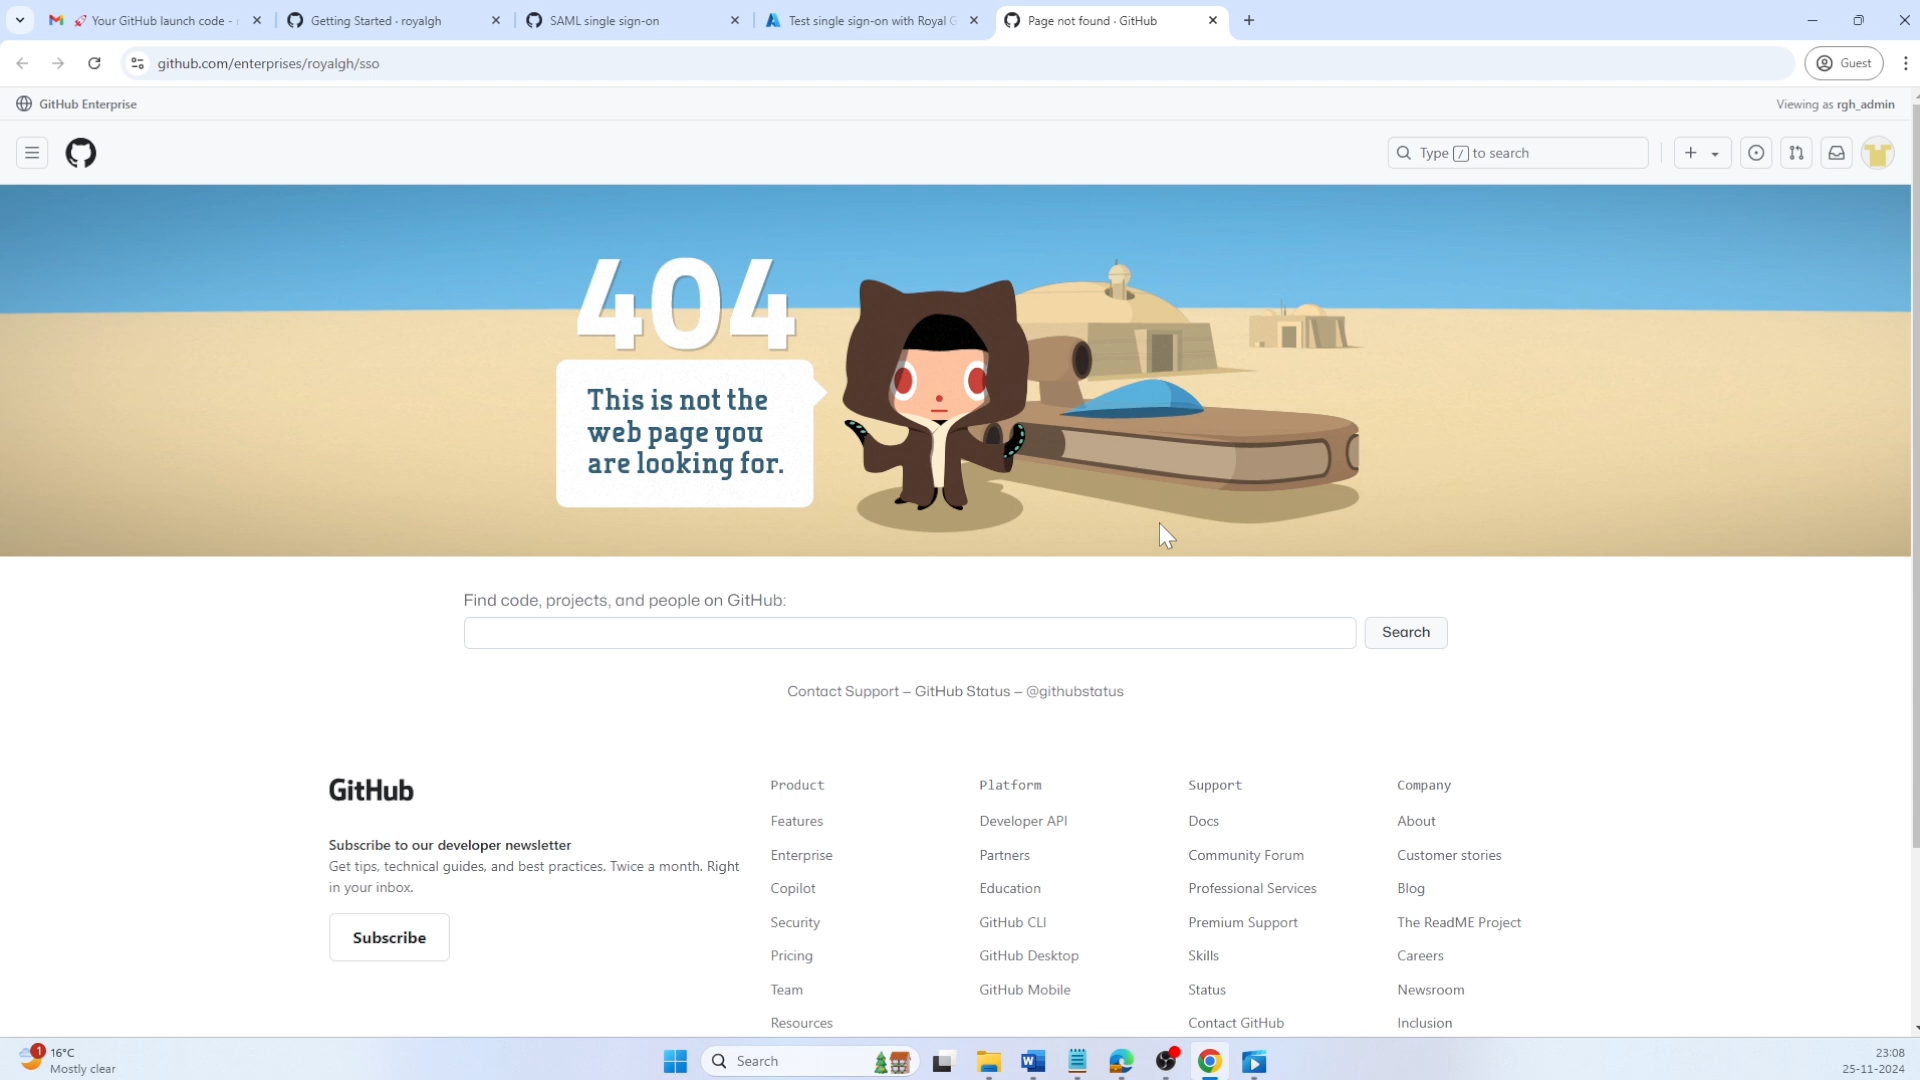 Your GitHub launch code -
Getting Started · royalgh
SAML single sign-on
Test single sign-on with Royal G
Page not found · GitHub
github.com/enterprises/royalgh/sso
Guest
GitHub Enterprise
Viewing as rgh_admin
Type / to search
404
This is not the
web page you
are looking for.
Find code, projects, and people on GitHub:
Search
Contact Support — GitHub Status — @githubstatus
GitHub
Subscribe to our developer newsletter
Get tips, technical guides, and best practices. Twice a month. Right
in your inbox.
Subscribe
Product
Features
Enterprise
Copilot
Security
Pricing
Team
Resources
Platform
Developer API
Partners
Education
GitHub CLI
GitHub Desktop
GitHub Mobile
Support
Docs
Community Forum
Professional Services
Premium Support
Skills
Status
Contact GitHub
Company
About
Customer stories
Blog
The ReadME Project
Careers
Newsroom
Inclusion
1
16°C
Mostly clear
Search
23:08
25-11-2024